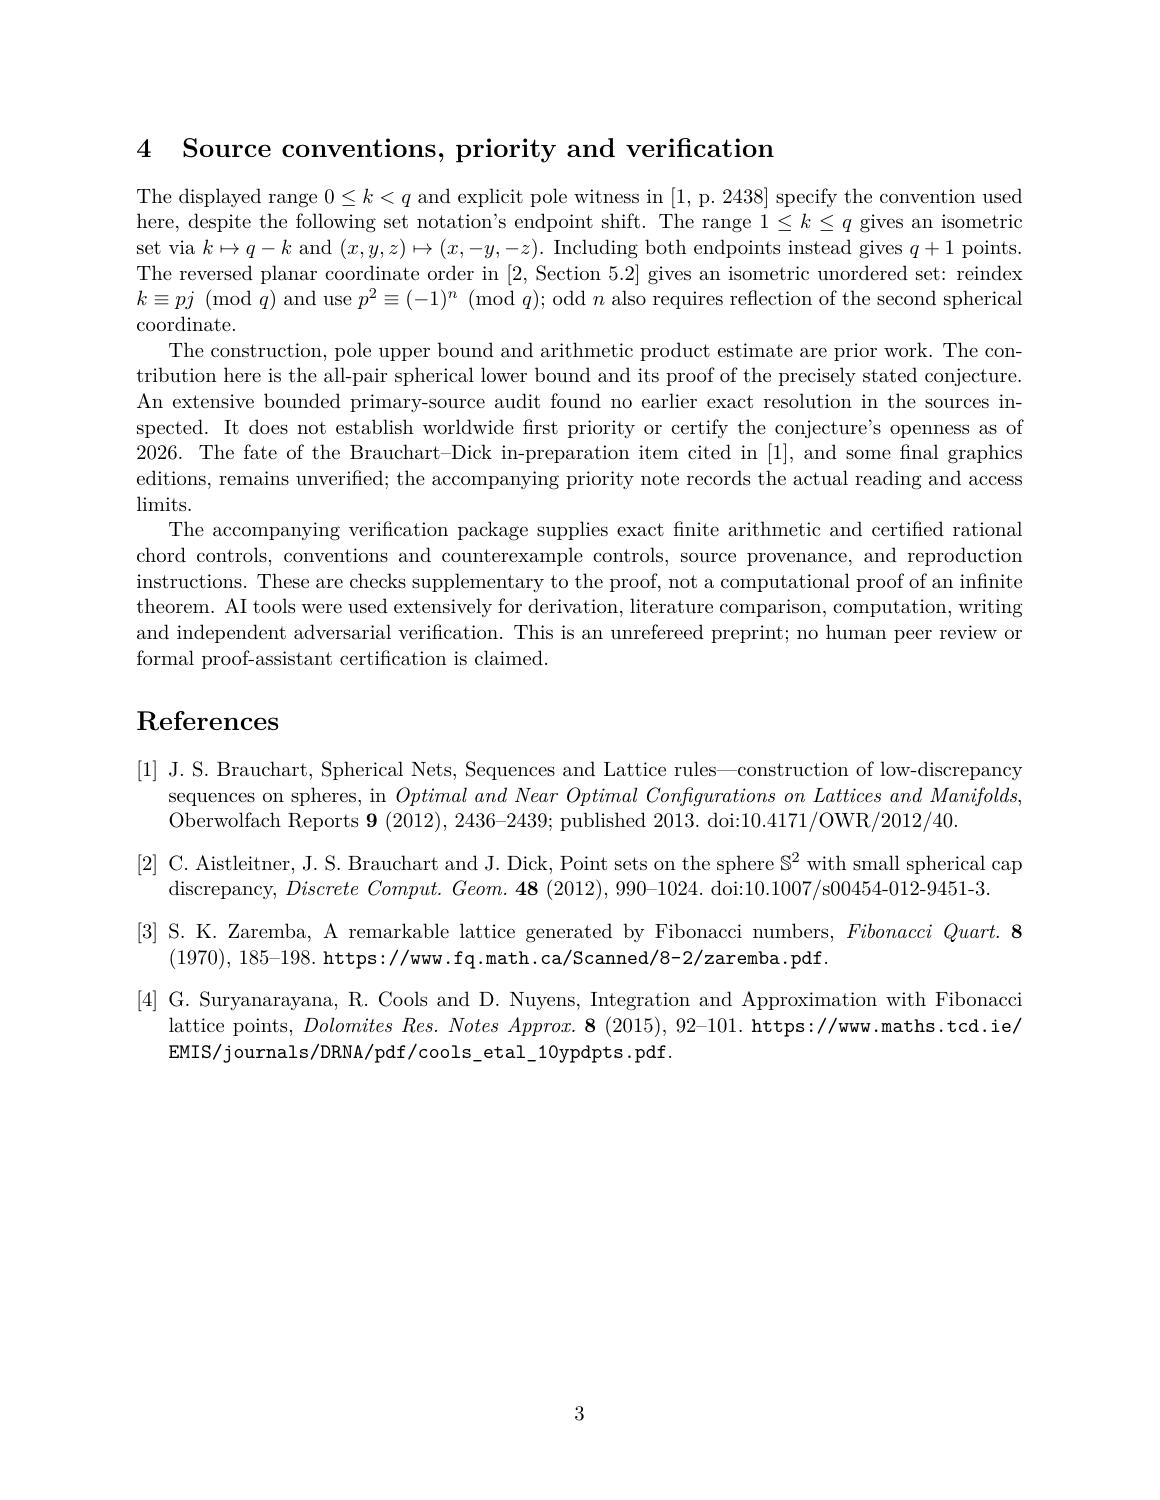 4 Source conventions, priority and verification
The displayed range 0 ≤ k < q and explicit pole witness in [1, p. 2438] specify the convention used
here, despite the following set notation's endpoint shift. The range 1 ≤ k ≤ q gives an isometric
set via k ↦ q − k and (x, y, z) ↦ (x, −y, −z). Including both endpoints instead gives q + 1 points.
The reversed planar coordinate order in [2, Section 5.2] gives an isometric unordered set: reindex
k ≡ pj (mod q) and use p² ≡ (−1)ⁿ (mod q); odd n also requires reflection of the second spherical
coordinate.
The construction, pole upper bound and arithmetic product estimate are prior work. The con-
tribution here is the all-pair spherical lower bound and its proof of the precisely stated conjecture.
An extensive bounded primary-source audit found no earlier exact resolution in the sources in-
spected. It does not establish worldwide first priority or certify the conjecture's openness as of
2026. The fate of the Brauchart–Dick in-preparation item cited in [1], and some final graphics
editions, remains unverified; the accompanying priority note records the actual reading and access
limits.
The accompanying verification package supplies exact finite arithmetic and certified rational
chord controls, conventions and counterexample controls, source provenance, and reproduction
instructions. These are checks supplementary to the proof, not a computational proof of an infinite
theorem. AI tools were used extensively for derivation, literature comparison, computation, writing
and independent adversarial verification. This is an unrefereed preprint; no human peer review or
formal proof-assistant certification is claimed.
References
[1] J. S. Brauchart, Spherical Nets, Sequences and Lattice rules—construction of low-discrepancy
sequences on spheres, in Optimal and Near Optimal Configurations on Lattices and Manifolds,
Oberwolfach Reports 9 (2012), 2436–2439; published 2013. doi:10.4171/OWR/2012/40.
[2] C. Aistleitner, J. S. Brauchart and J. Dick, Point sets on the sphere 𝕊² with small spherical cap
discrepancy, Discrete Comput. Geom. 48 (2012), 990–1024. doi:10.1007/s00454-012-9451-3.
[3] S. K. Zaremba, A remarkable lattice generated by Fibonacci numbers, Fibonacci Quart. 8
(1970), 185–198. https://www.fq.math.ca/Scanned/8-2/zaremba.pdf.
[4] G. Suryanarayana, R. Cools and D. Nuyens, Integration and Approximation with Fibonacci
lattice points, Dolomites Res. Notes Approx. 8 (2015), 92–101. https://www.maths.tcd.ie/
EMIS/journals/DRNA/pdf/cools_etal_10ypdpts.pdf.
3